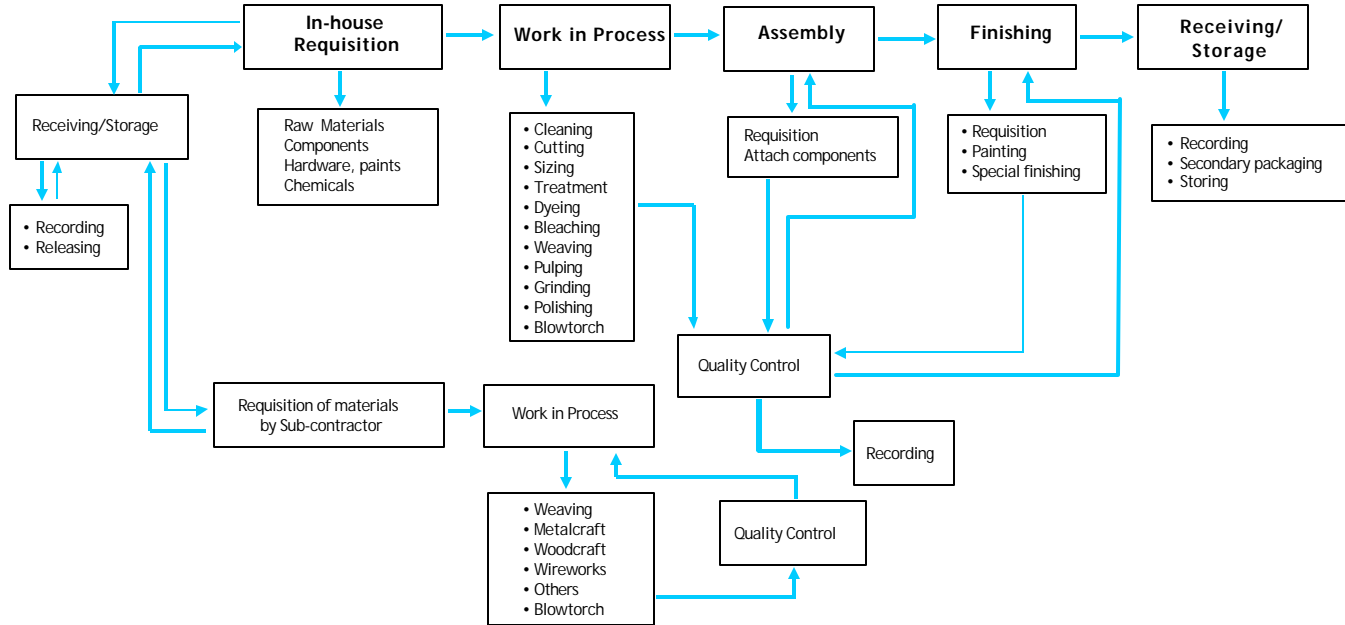 In-house
Requisition
Work in Process
Assembly
Finishing
Receiving/
Storage
Receiving/Storage
Raw Materials
Components
Hardware, paints
Chemicals
• Cleaning
• Cutting
• Sizing
• Treatment
• Dyeing
• Bleaching
• Weaving
• Pulping
• Grinding
• Polishing
• Blowtorch
Requisition
Attach components
• Requisition
• Painting
• Special finishing
• Recording
• Secondary packaging
• Storing
• Recording
• Releasing
Quality Control
Requisition of materials
by Sub-contractor
Work in Process
Recording
• Weaving
• Metalcraft
• Woodcraft
• Wireworks
• Others
• Blowtorch
Quality Control